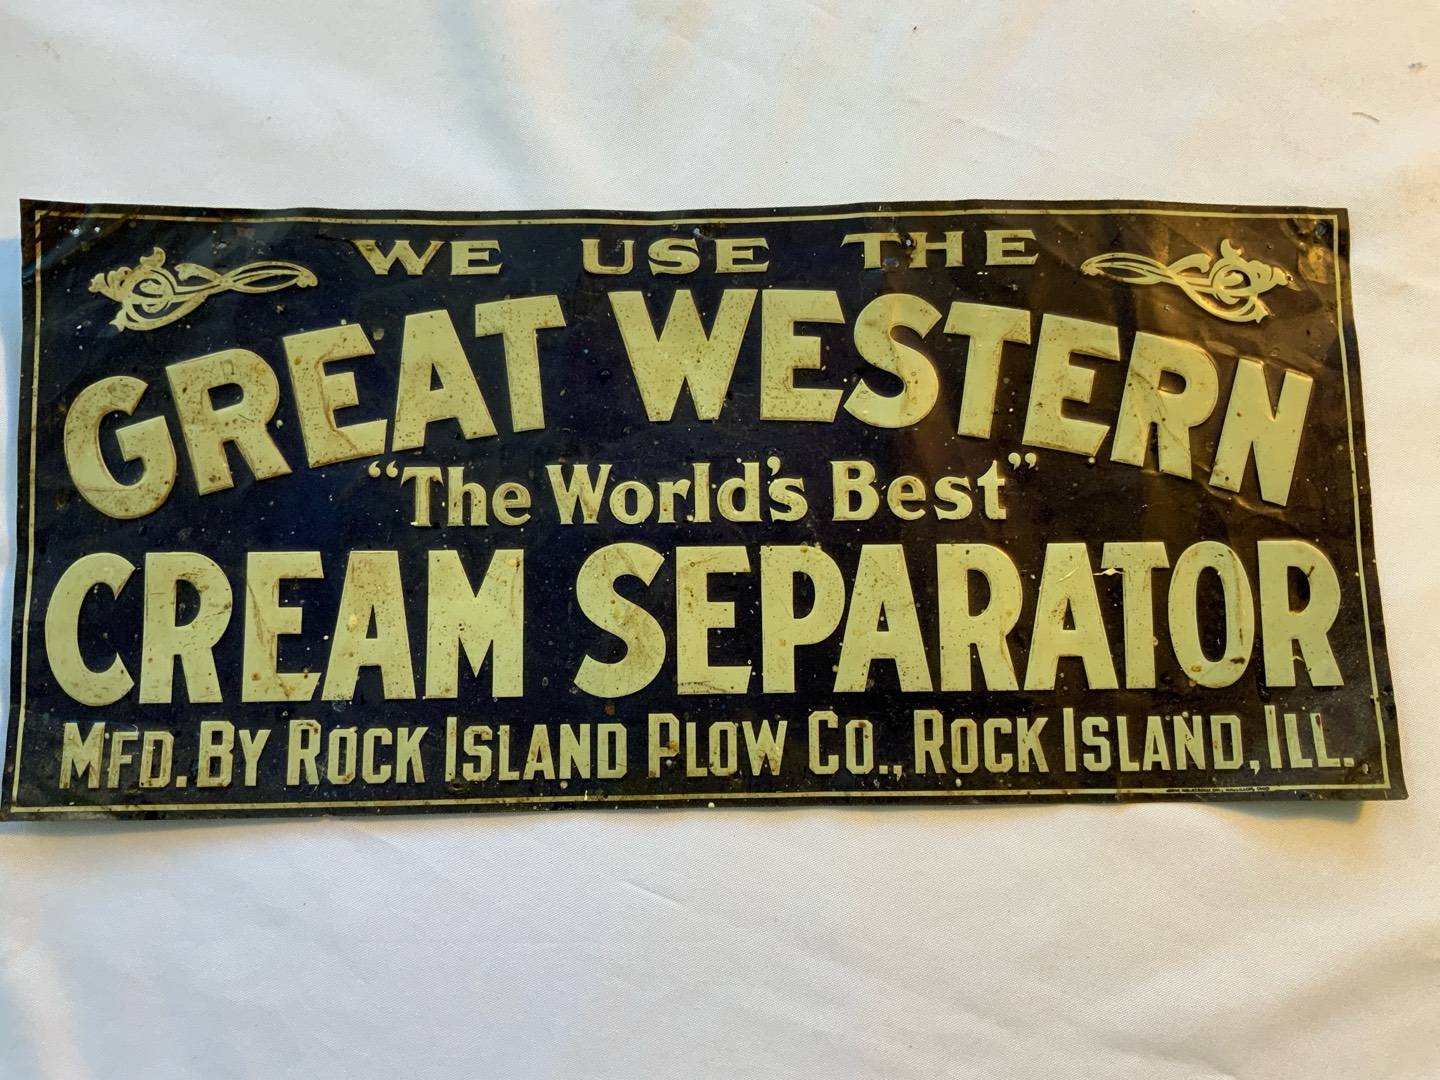 WE USE THE
GREAT WESTERN
“The World's Best”
CREAM SEPARATOR
MFD. BY ROCK ISLAND PLOW CO., ROCK ISLAND, ILL.